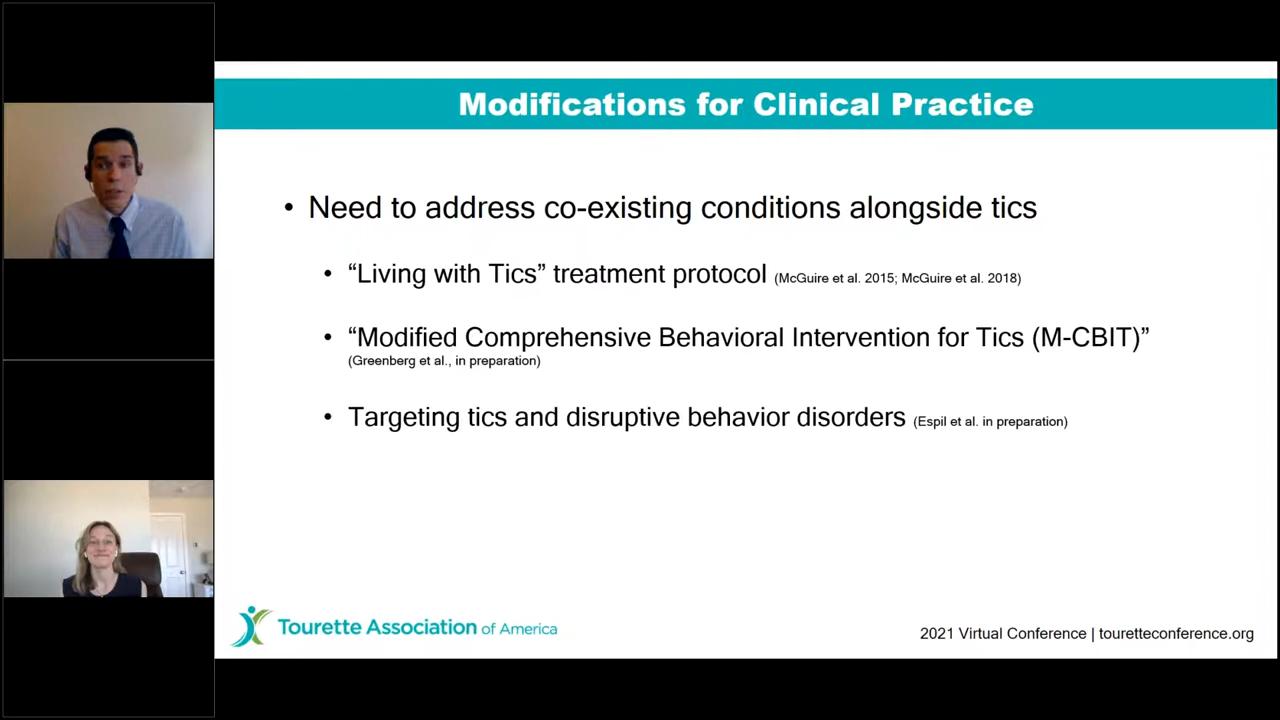 Modifications for Clinical Practice
• Need to address co-existing conditions alongside tics
• “Living with Tics” treatment protocol (McGuire et al. 2015; McGuire et al. 2018)
• “Modified Comprehensive Behavioral Intervention for Tics (M-CBIT)”
(Greenberg et al., in preparation)
• Targeting tics and disruptive behavior disorders (Espil et al. in preparation)
Tourette Association of America
2021 Virtual Conference | touretteconference.org